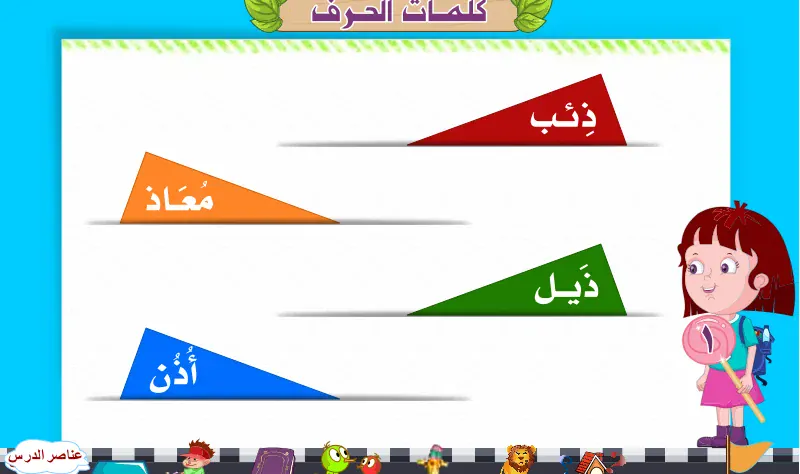 كلمات الحرف
ذِئب
مُعَاذ
ذَيل
أُذُن
١
عناصر الدرس